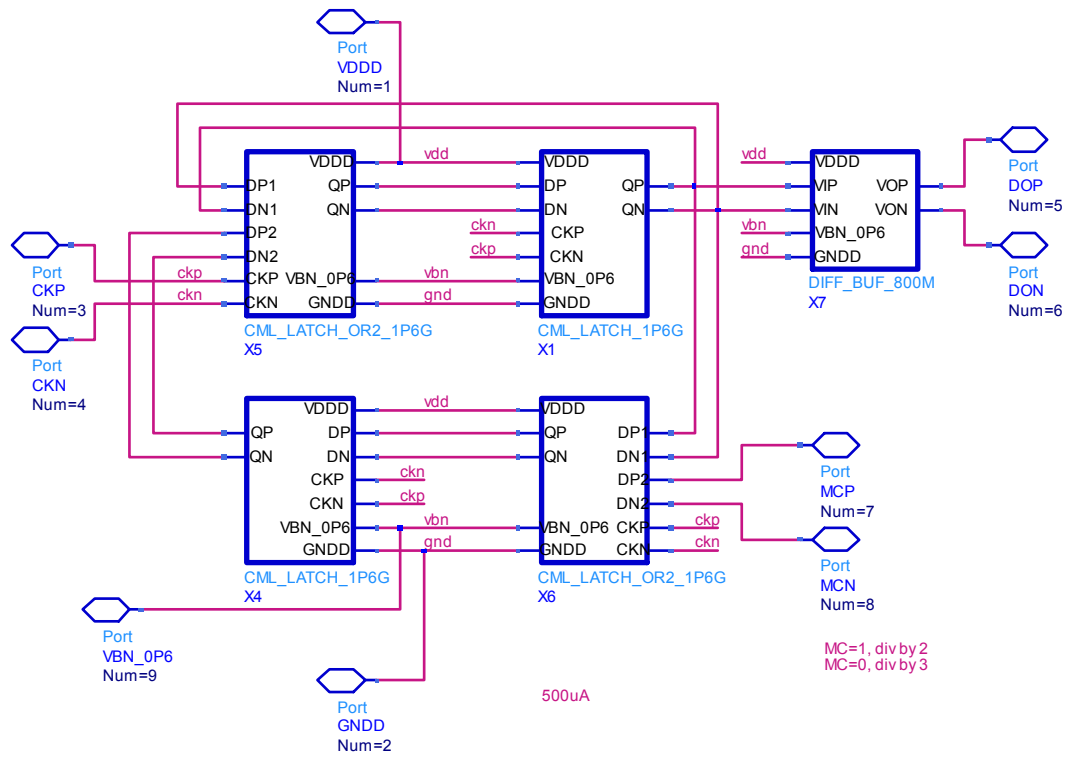 Port
VDDD
Num=1
VDDD
vdd
VDDD
vdd
VDDD
DP1
QP
DP
QP
VIP
VOP
Port
DOP
Num=5
DN1
QN
DN
QN
VIN
VON
DP2
ckn
CKP
vbn
VBN_0P6
DN2
ckp
CKN
gnd
GNDD
Port
CKP
Num=3
ckp
CKP
VBN_0P6
vbn
VBN_0P6
DIFF_BUF_800M
X7
Port
DON
Num=6
ckn
CKN
GNDD
gnd
GNDD
CML_LATCH_OR2_1P6G
X5
CML_LATCH_1P6G
X1
Port
CKN
Num=4
VDDD
vdd
VDDD
QP
DP
QP
DP1
QN
DN
QN
DN1
CKP
ckn
DP2
Port
MCP
Num=7
CKN
ckp
DN2
VBN_0P6
vbn
VBN_0P6
CKP
ckp
GNDD
gnd
GNDD
CKN
ckn
Port
MCN
Num=8
CML_LATCH_1P6G
X4
CML_LATCH_OR2_1P6G
X6
Port
VBN_0P6
Num=9
MC=1, div by 2
MC=0, div by 3
500uA
Port
GNDD
Num=2